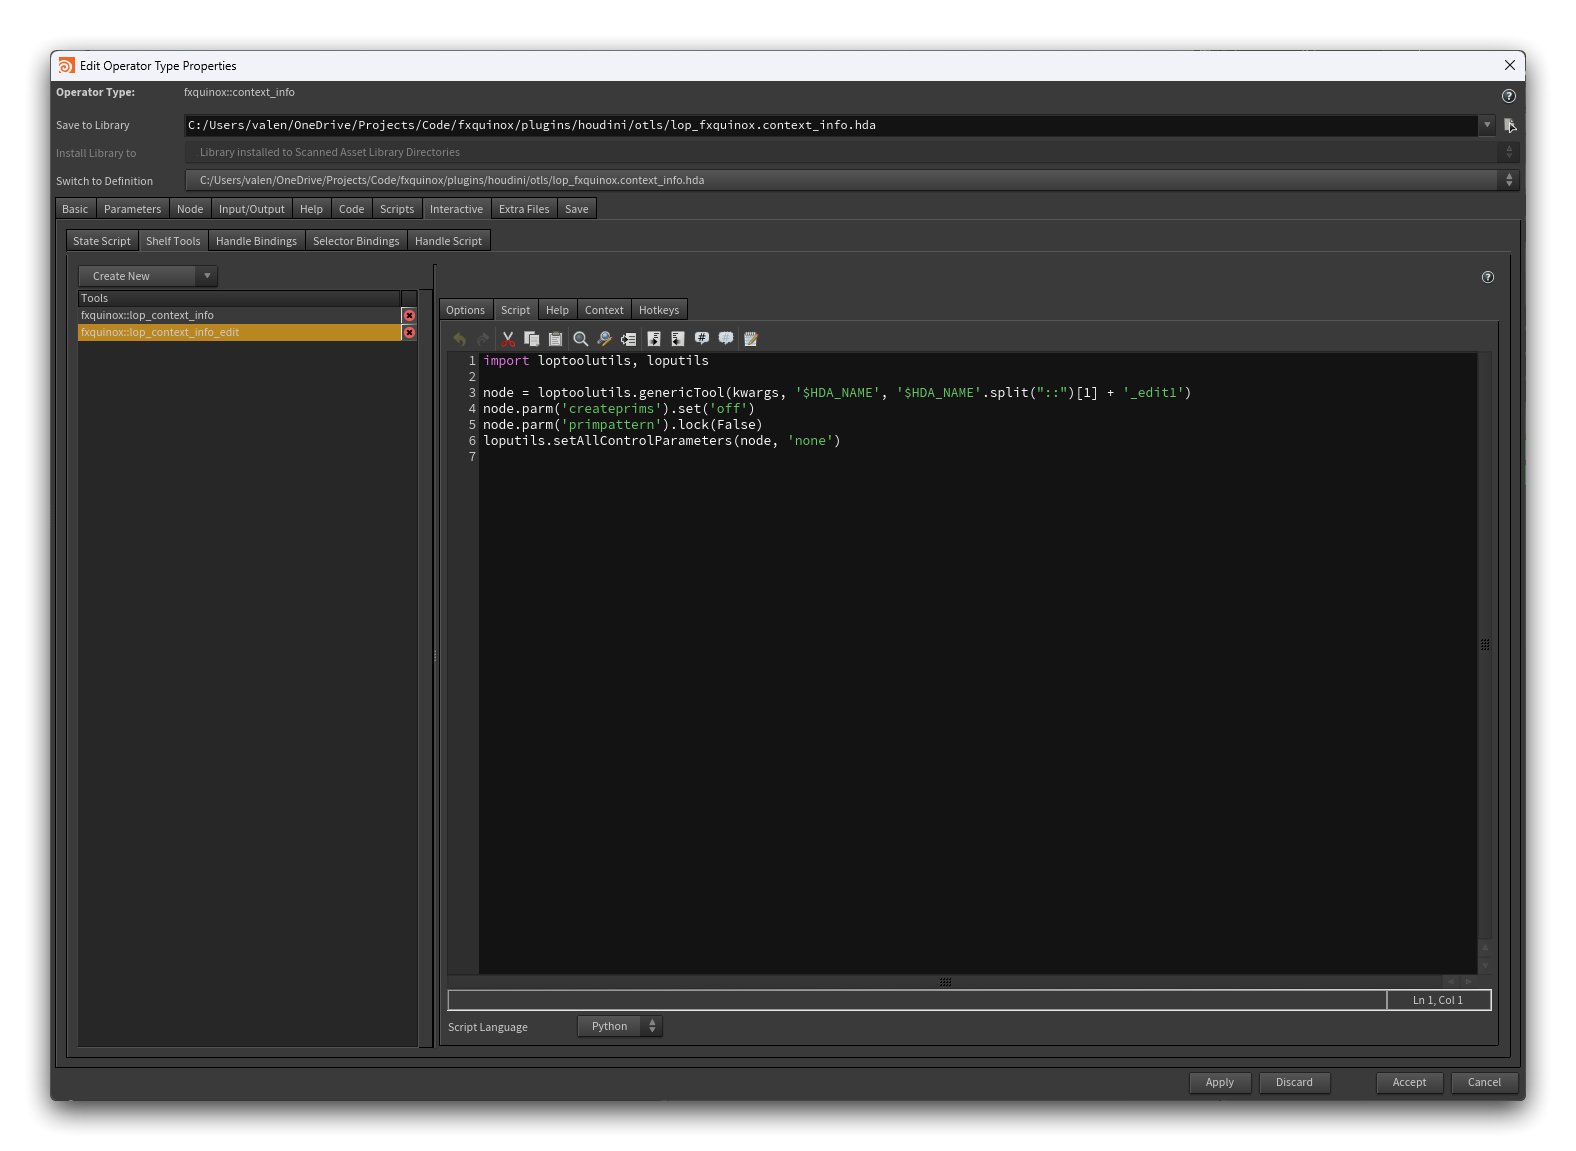 Edit Operator Type Properties
Operator Type: fxquinox::context_info
Save to Library C:/Users/valen/OneDrive/Projects/Code/fxquinox/plugins/houdini/otls/lop_fxquinox.context_info.hda
Install Library to Library installed to Scanned Asset Library Directories
Switch to Definition C:/Users/valen/OneDrive/Projects/Code/fxquinox/plugins/houdini/otls/lop_fxquinox.context_info.hda
Basic Parameters Node Input/Output Help Code Scripts Interactive Extra Files Save
State Script Shelf Tools Handle Bindings Selector Bindings Handle Script
Create New
Tools
fxquinox::lop_context_info
fxquinox::lop_context_info_edit
Options Script Help Context Hotkeys
1 import loptoolutils, loputils
2
3 node = loptoolutils.genericTool(kwargs, '$HDA_NAME', '$HDA_NAME'.split("::")[1] + '_edit1')
4 node.parm('createprims').set('off')
5 node.parm('primpattern').lock(False)
6 loputils.setAllControlParameters(node, 'none')
7
Ln 1, Col 1
Script Language Python
Apply Discard Accept Cancel